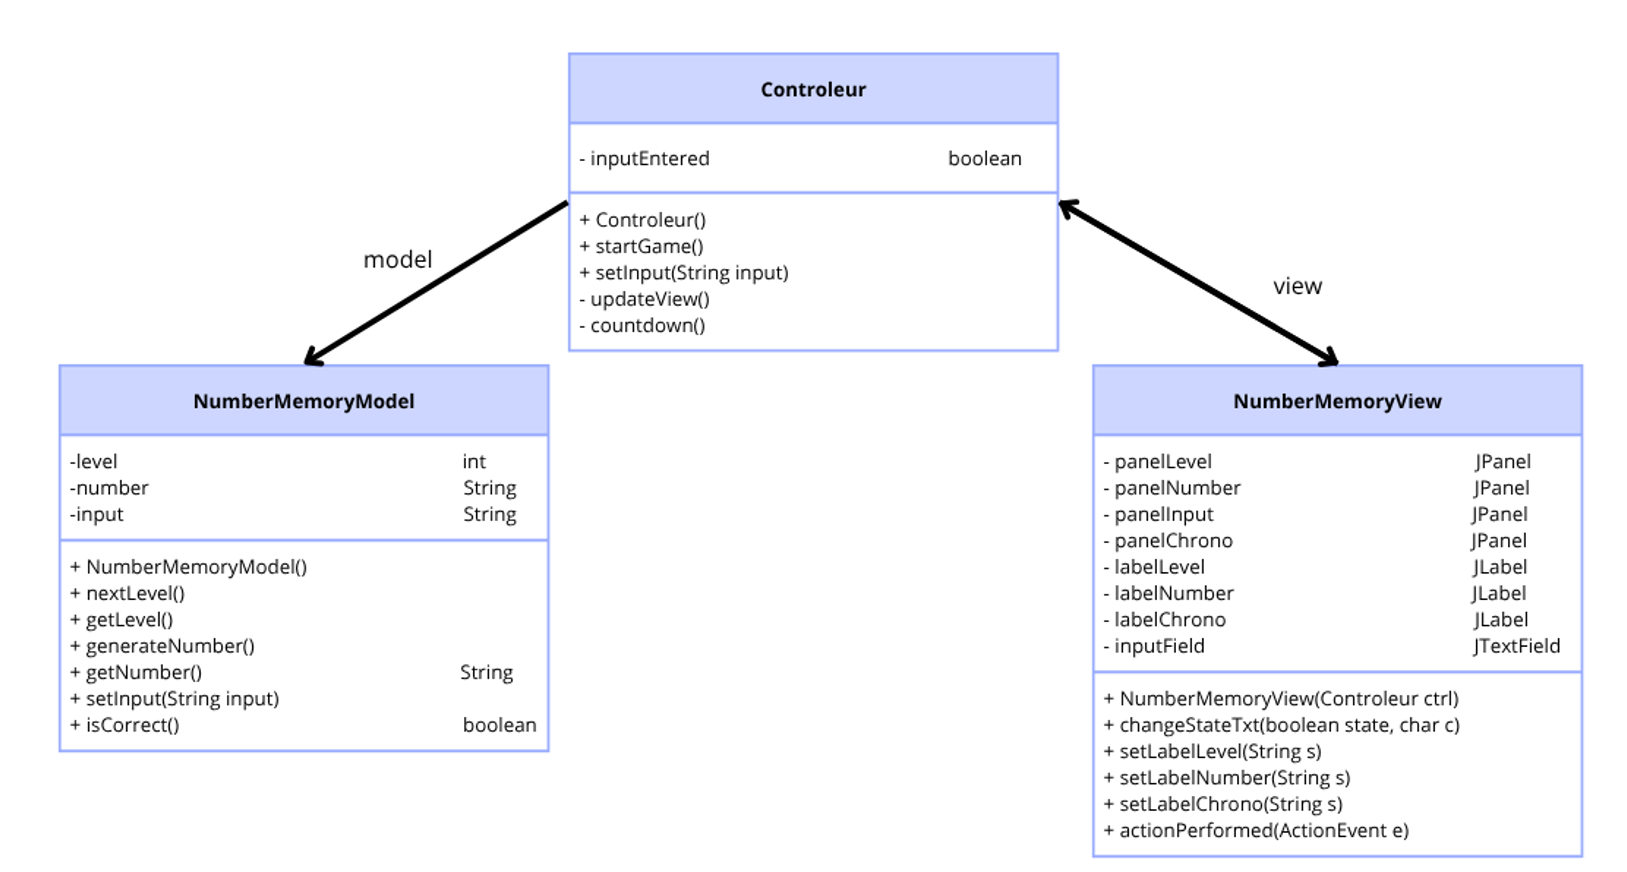 Controleur
- inputEntered boolean
+ Controleur()
+ startGame()
+ setInput(String input)
- updateView()
- countdown()
model
view
NumberMemoryModel
-level int
-number String
-input String
+ NumberMemoryModel()
+ nextLevel()
+ getLevel()
+ generateNumber()
+ getNumber() String
+ setInput(String input)
+ isCorrect() boolean
NumberMemoryView
- panelLevel JPanel
- panelNumber JPanel
- panelInput JPanel
- panelChrono JPanel
- labelLevel JLabel
- labelNumber JLabel
- labelChrono JLabel
- inputField JTextField
+ NumberMemoryView(Controleur ctrl)
+ changeStateTxt(boolean state, char c)
+ setLabelLevel(String s)
+ setLabelNumber(String s)
+ setLabelChrono(String s)
+ actionPerformed(ActionEvent e)